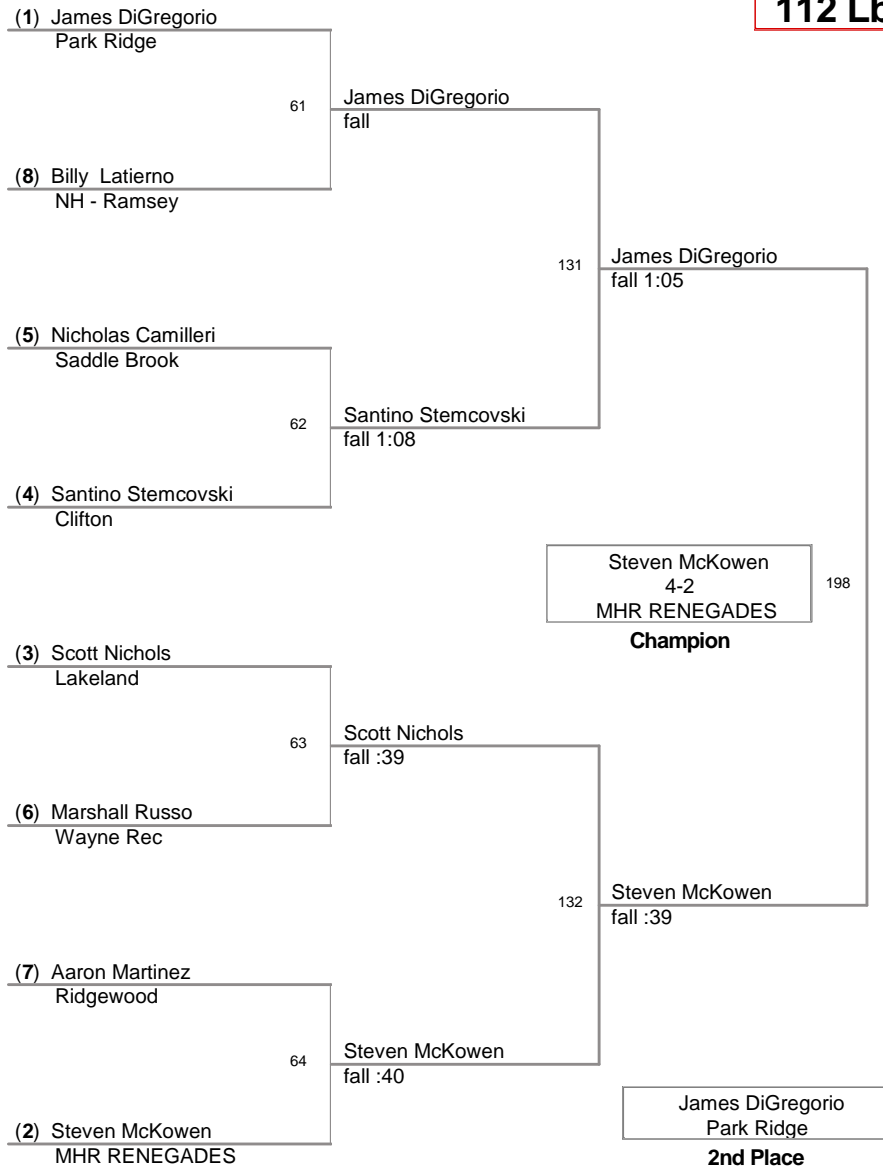 112 Lb
(1) James DiGregorio
Park Ridge
61
James DiGregorio
fall
(8) Billy Latierno
NH - Ramsey
131
James DiGregorio
fall 1:05
(5) Nicholas Camilleri
Saddle Brook
62
Santino Stemcovski
fall 1:08
(4) Santino Stemcovski
Clifton
Steven McKowen
4-2
MHR RENEGADES
198
Champion
(3) Scott Nichols
Lakeland
63
Scott Nichols
fall :39
(6) Marshall Russo
Wayne Rec
132
Steven McKowen
fall :39
(7) Aaron Martinez
Ridgewood
64
Steven McKowen
fall :40
(2) Steven McKowen
MHR RENEGADES
James DiGregorio
Park Ridge
2nd Place